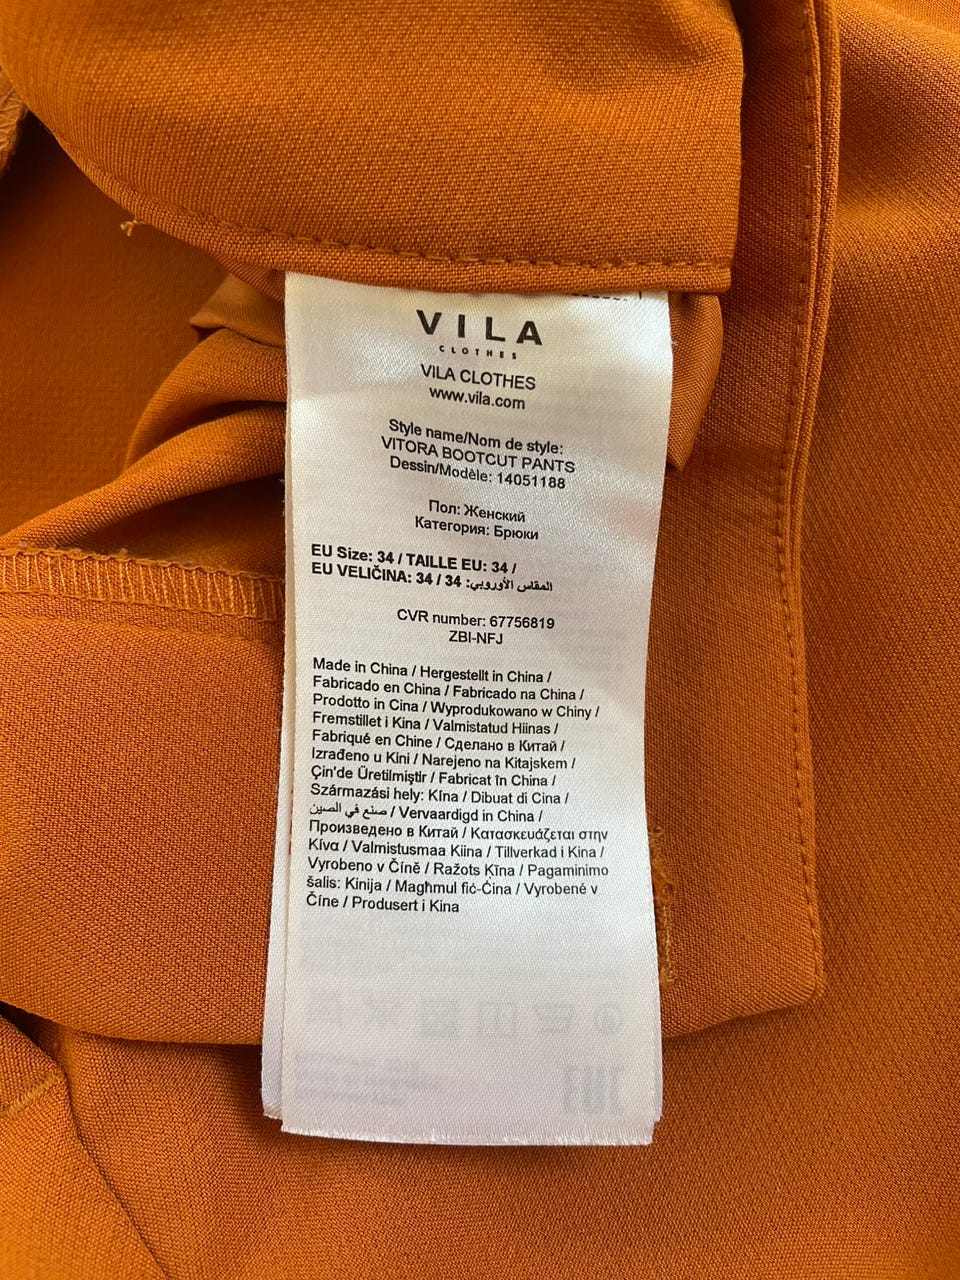 VILA
CLOTHES
VILA CLOTHES
www.vila.com
Style name/Nom de style:
VITORA BOOTCUT PANTS
Dessin/Modèle: 14051188
Пол: Женский
Категория: Брюки
EU Size: 34 / TAILLE EU: 34 /
EU VELIČINA: 34 / 34 :المقاس الأوروبي
CVR number: 67756819
ZBI-NFJ
Made in China / Hergestellt in China /
Fabricado en China / Fabricado na China /
Prodotto in Cina / Wyprodukowano w Chiny /
Fremstillet i Kina / Valmistatud Hiinas /
Fabriqué en Chine / Сделано в Китай /
Izrađeno u Kini / Narejeno na Kitajskem /
Çin'de Üretilmiştir / Fabricat în China /
Származási hely: Kína / Dibuat di Cina /
صنع في الصين / Vervaardigd in China /
Произведено в Китай / Κατασκευάζεται στην
Κίνα / Valmistusmaa Kiina / Tillverkad i Kina /
Vyrobeno v Číně / Ražots Ķīna / Pagaminimo
šalis: Kinija / Magħmul fiċ-Ċina / Vyrobené v
Číne / Produsert i Kina